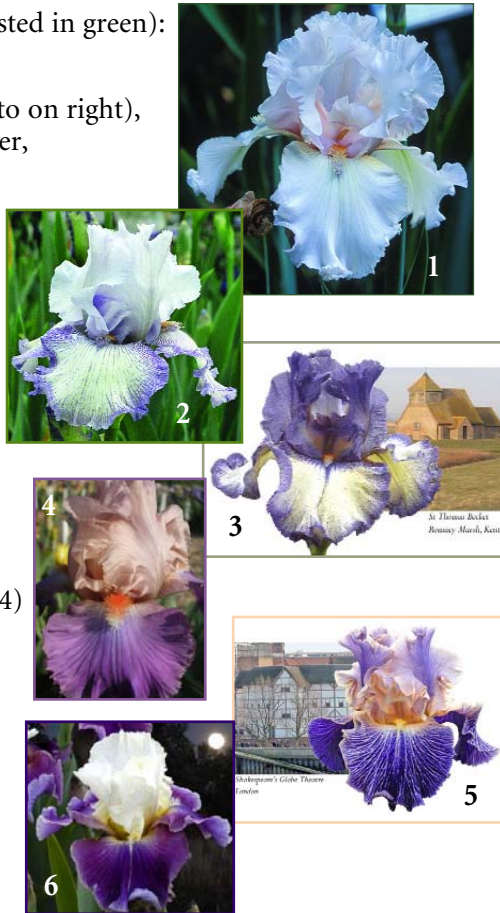 sted in green):
to on right),
er,
1
2
3
St Thomas Becket
Romney Marsh, Kent
4
4)
5
Shakespeare's Globe Theatre
London
6